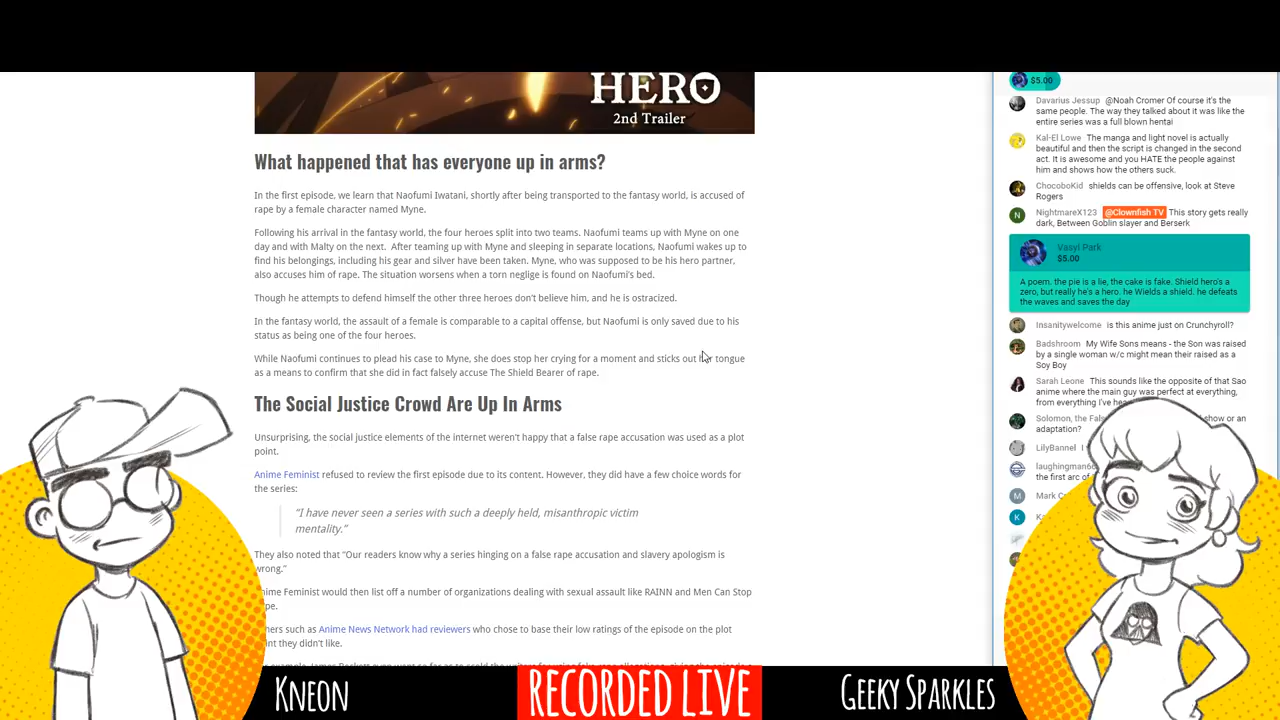 HERO
2nd Trailer
What happened that has everyone up in arms?
In the first episode, we learn that Naofumi Iwatani, shortly after being transported to the fantasy world, is accused of
rape by a female character named Myne.
Following his arrival in the fantasy world, the four heroes split into two teams. Naofumi teams up with Myne on one
day and with Malty on the next. After teaming up with Myne and sleeping in separate locations, Naofumi wakes up to
find his belongings, including his gear and silver have been taken. Myne, who was supposed to be his hero partner,
also accuses him of rape. The situation worsens when a torn neglige is found on Naofumi's bed.
Though he attempts to defend himself the other three heroes don't believe him, and he is ostracized.
In the fantasy world, the assault of a female is comparable to a capital offense, but Naofumi is only saved due to his
status as being one of the four heroes.
While Naofumi continues to plead his case to Myne, she does stop her crying for a moment and sticks out her tongue
as a means to confirm that she did in fact falsely accuse The Shield Bearer of rape.
The Social Justice Crowd Are Up In Arms
Unsurprising, the social justice elements of the internet weren't happy that a false rape accusation was used as a plot
point.
Anime Feminist refused to review the first episode due to its content. However, they did have a few choice words for
the series:
"I have never seen a series with such a deeply held, misanthropic victim
mentality."
They also noted that "Our readers know why a series hinging on a false rape accusation and slavery apologism is
wrong."
Anime Feminist would then list off a number of organizations dealing with sexual assault like RAINN and Men Can Stop
Rape.
Others such as Anime News Network had reviewers who chose to base their low ratings of the episode on the plot
point they didn't like.
$5.00
Davarius Jessup @Noah Cromer Of course it's the
same people. The way they talked about it was like the
entire series was a full blown hentai
Kal-El Lowe The manga and light novel is actually
beautiful and then the script is changed in the second
act. It is awesome and you HATE the people against
him and shows how the others suck.
ChocoboKid shields can be offensive, look at Steve
Rogers
N NightmareX123 @Clownfish TV This story gets really
dark, Between Goblin slayer and Berserk
Vasyl Park
$5.00
A poem. the pie is a lie, the cake is fake. Shield hero's a
zero, but really he's a hero. he Wields a shield. he defeats
the waves and saves the day
Insanitywelcome is this anime just on Crunchyroll?
Badshroom My Wife Sons means - the Son was raised
by a single woman w/c might mean their raised as a
Soy Boy
Sarah Leone This sounds like the opposite of that Sao
anime where the main guy was perfect at everything,
from everything I've
Solomon, the show or an
adaptation?
LilyBannel I
the first arc of
M Mark
K
KNEON
RECORDED LIVE
GEEKY SPARKLES